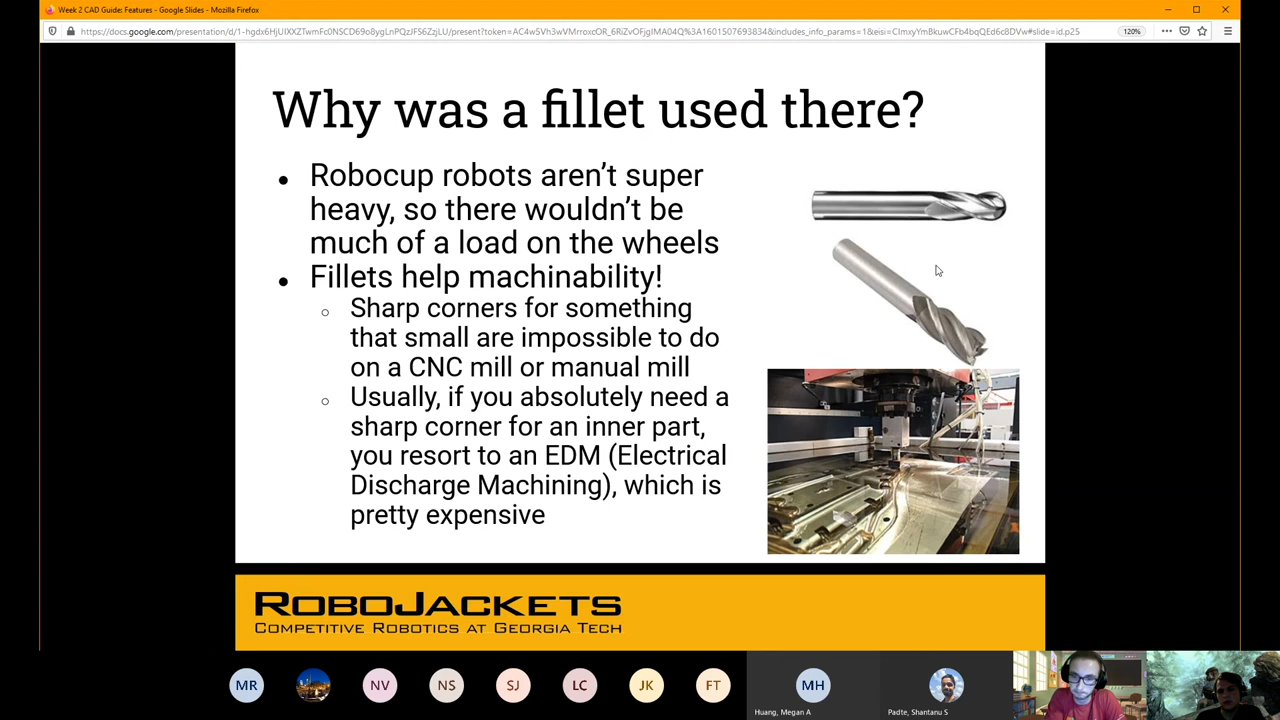 Week 2 CAD Guide: Features - Google Slides - Mozilla Firefox
https://docs.google.com/presentation/d/1-hgdx6HjUIXXZTwmFc0NSCD69o8ygLnPQzJFS6ZzjLU/present?token=AC4w5Vh3wVMrroxcOR_6RiZvOFjgIMA04Q%3A1601507693834&includes_info_params=1&eisi=CImxyYmBkuwCFb4bqQEd6c8DVw#slide=id.p25
120%
Why was a fillet used there?
● Robocup robots aren’t super
heavy, so there wouldn’t be
much of a load on the wheels
● Fillets help machinability!
○ Sharp corners for something
that small are impossible to do
on a CNC mill or manual mill
○ Usually, if you absolutely need a
sharp corner for an inner part,
you resort to an EDM (Electrical
Discharge Machining), which is
pretty expensive
ROBOJACKETS
COMPETITIVE ROBOTICS AT GEORGIA TECH
MR NV NS SJ LC JK FT MH
Huang, Megan A Padte, Shantanu S